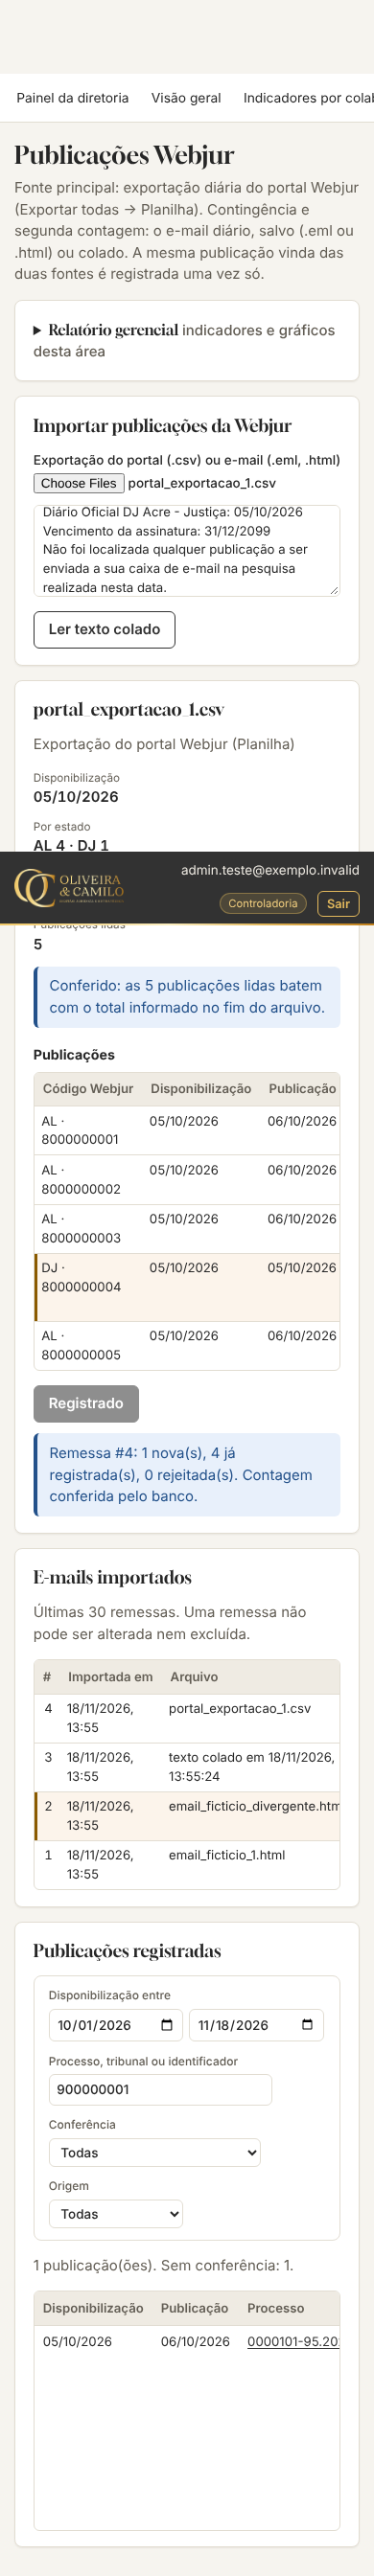 Painel da diretoria Visão geral Indicadores por colab
Publicações Webjur
Fonte principal: exportação diária do portal Webjur
(Exportar todas → Planilha). Contingência e
segunda contagem: o e-mail diário, salvo (.eml ou
.html) ou colado. A mesma publicação vinda das
duas fontes é registrada uma vez só.
▶ Relatório gerencial indicadores e gráficos
desta área
Importar publicações da Webjur
Exportação do portal (.csv) ou e-mail (.eml, .html)
Choose Files portal_exportacao_1.csv
Diário Oficial DJ Acre - Justiça: 05/10/2026
Vencimento da assinatura: 31/12/2099
Não foi localizada qualquer publicação a ser
enviada a sua caixa de e-mail na pesquisa
realizada nesta data.
Ler texto colado
portal_exportacao_1.csv
Exportação do portal Webjur (Planilha)
Disponibilização
05/10/2026
Por estado
AL 4 · DJ 1
OC OLIVEIRA
& CAMILO
admin.teste@exemplo.invalid
Controladoria Sair
Publicações lidas
5
Conferido: as 5 publicações lidas batem
com o total informado no fim do arquivo.
Publicações
Código Webjur Disponibilização Publicação
AL · 05/10/2026 06/10/2026
8000000001
AL · 05/10/2026 06/10/2026
8000000002
AL · 05/10/2026 06/10/2026
8000000003
DJ · 05/10/2026 05/10/2026
8000000004
AL · 05/10/2026 06/10/2026
8000000005
Registrado
Remessa #4: 1 nova(s), 4 já
registrada(s), 0 rejeitada(s). Contagem
conferida pelo banco.
E-mails importados
Últimas 30 remessas. Uma remessa não
pode ser alterada nem excluída.
# Importada em Arquivo
4 18/11/2026, portal_exportacao_1.csv
13:55
3 18/11/2026, texto colado em 18/11/2026,
13:55 13:55:24
2 18/11/2026, email_ficticio_divergente.htm
13:55
1 18/11/2026, email_ficticio_1.html
13:55
Publicações registradas
Disponibilização entre
10/01/2026 11/18/2026
Processo, tribunal ou identificador
900000001
Conferência
Todas
Origem
Todas
1 publicação(ões). Sem conferência: 1.
Disponibilização Publicação Processo
05/10/2026 06/10/2026 0000101-95.20